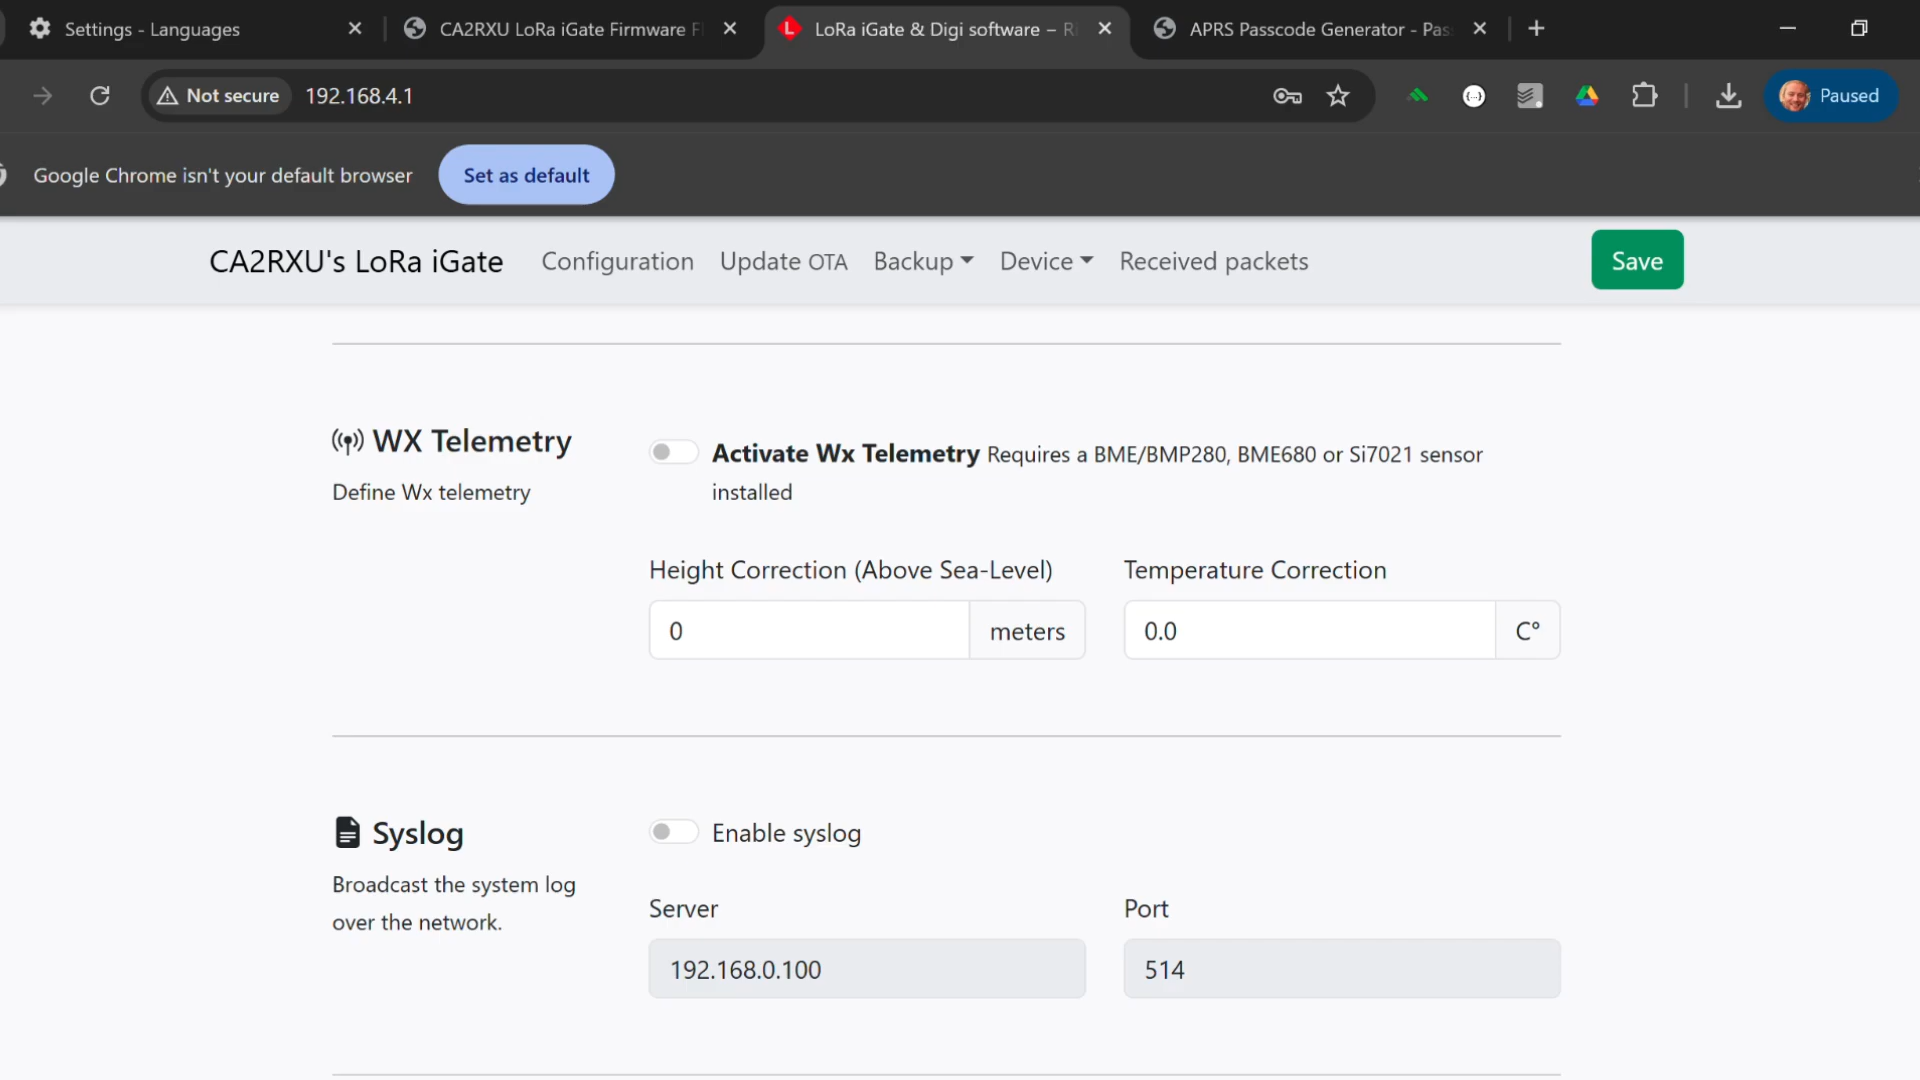 Settings - Languages
CA2RXU LoRa iGate Firmware Fl
LoRa iGate & Digi software – Ri
APRS Passcode Generator - Pas
Not secure
192.168.4.1
Paused
Google Chrome isn't your default browser
Set as default
CA2RXU's LoRa iGate
Configuration
Update OTA
Backup
Device
Received packets
Save
WX Telemetry
Define Wx telemetry
Activate Wx Telemetry Requires a BME/BMP280, BME680 or Si7021 sensor
installed
Height Correction (Above Sea-Level)
Temperature Correction
0
meters
0.0
C°
Syslog
Broadcast the system log
over the network.
Enable syslog
Server
Port
192.168.0.100
514